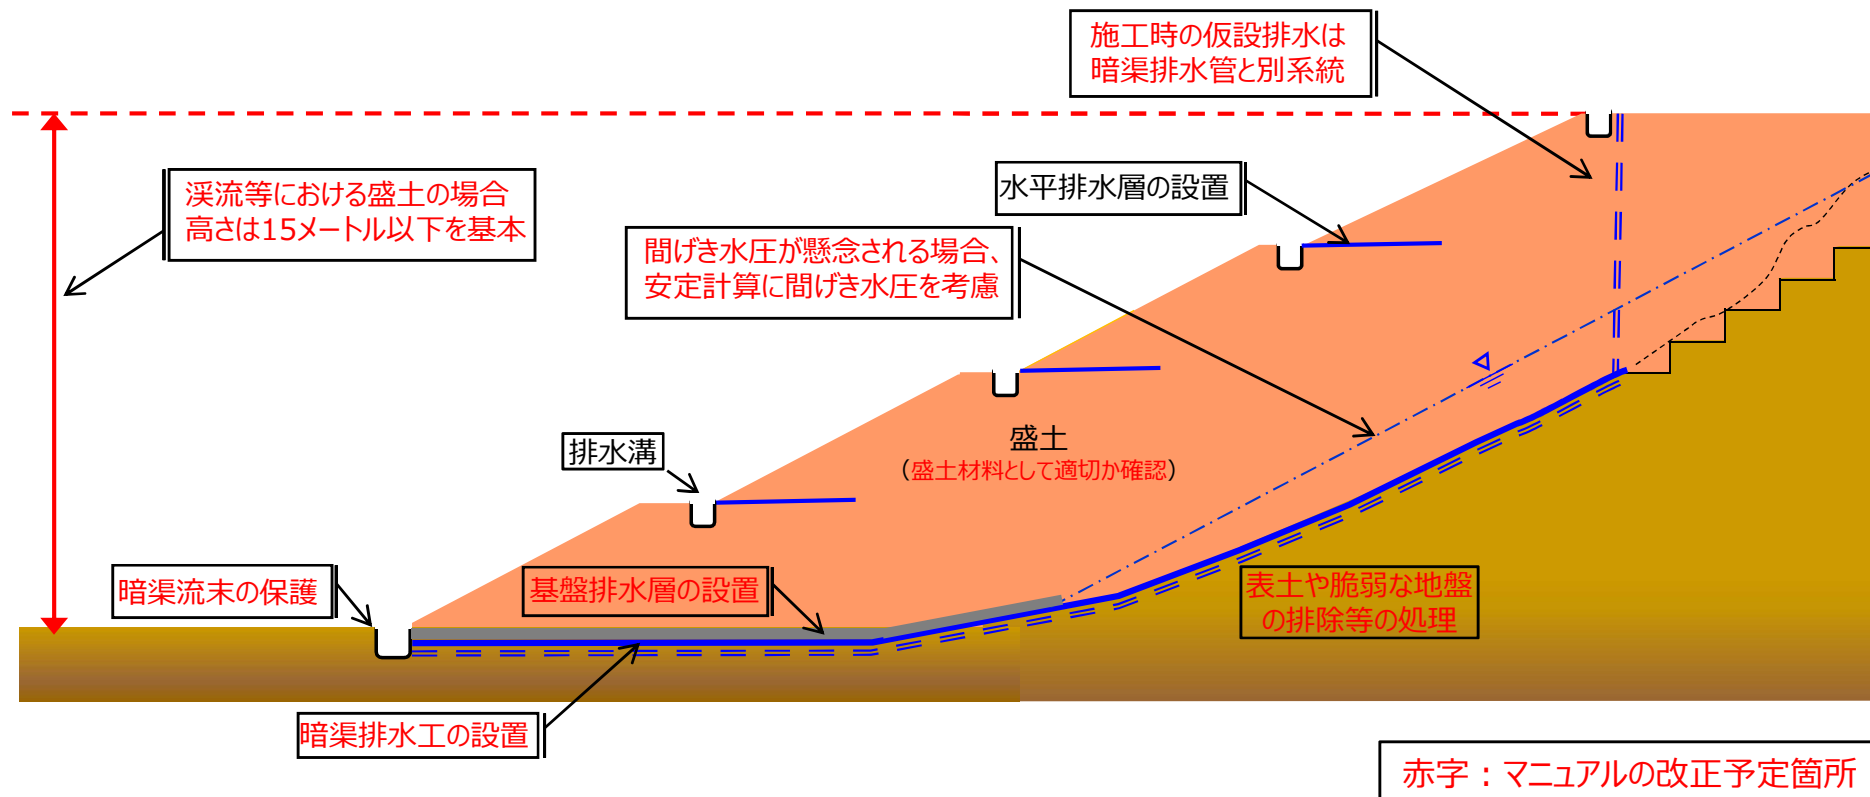 施工時の仮設排水は
暗渠排水管と別系統
渓流等における盛土の場合
高さは15メートル以下を基本
水平排水層の設置
間げき水圧が懸念される場合、
安定計算に間げき水圧を考慮
排水溝
盛土
（盛土材料として適切か確認）
暗渠流末の保護
基盤排水層の設置
表土や脆弱な地盤
の排除等の処理
暗渠排水工の設置
赤字：マニュアルの改正予定箇所